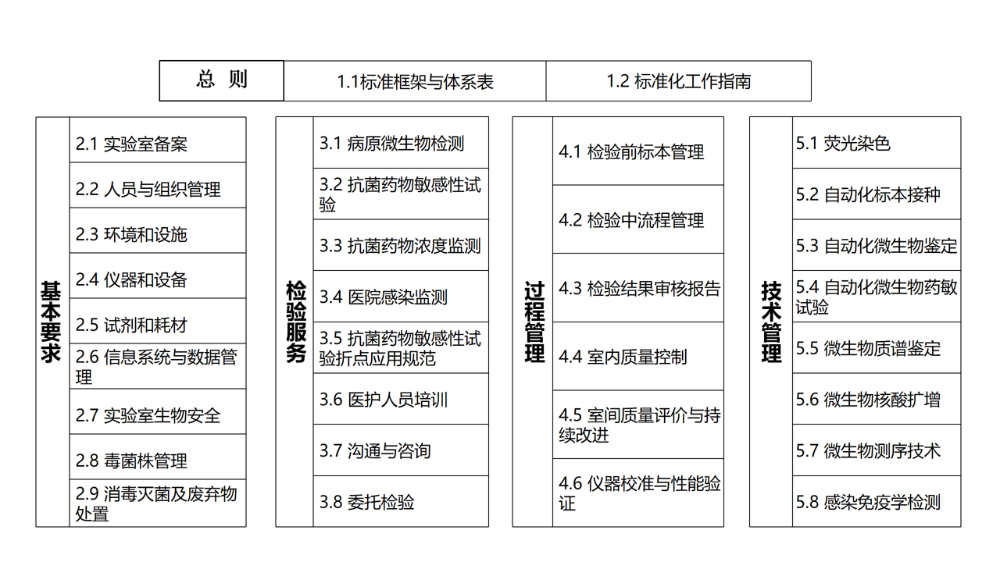 总 则
1.1标准框架与体系表
1.2 标准化工作指南
基本要求
2.1 实验室备案
2.2 人员与组织管理
2.3 环境和设施
2.4 仪器和设备
2.5 试剂和耗材
2.6 信息系统与数据管
理
2.7 实验室生物安全
2.8 毒菌株管理
2.9 消毒灭菌及废弃物
处置
检验服务
3.1 病原微生物检测
3.2 抗菌药物敏感性试
验
3.3 抗菌药物浓度监测
3.4 医院感染监测
3.5 抗菌药物敏感性试
验折点应用规范
3.6 医护人员培训
3.7 沟通与咨询
3.8 委托检验
过程管理
4.1 检验前标本管理
4.2 检验中流程管理
4.3 检验结果审核报告
4.4 室内质量控制
4.5 室间质量评价与持
续改进
4.6 仪器校准与性能验
证
技术管理
5.1 荧光染色
5.2 自动化标本接种
5.3 自动化微生物鉴定
5.4 自动化微生物药敏
试验
5.5 微生物质谱鉴定
5.6 微生物核酸扩增
5.7 微生物测序技术
5.8 感染免疫学检测